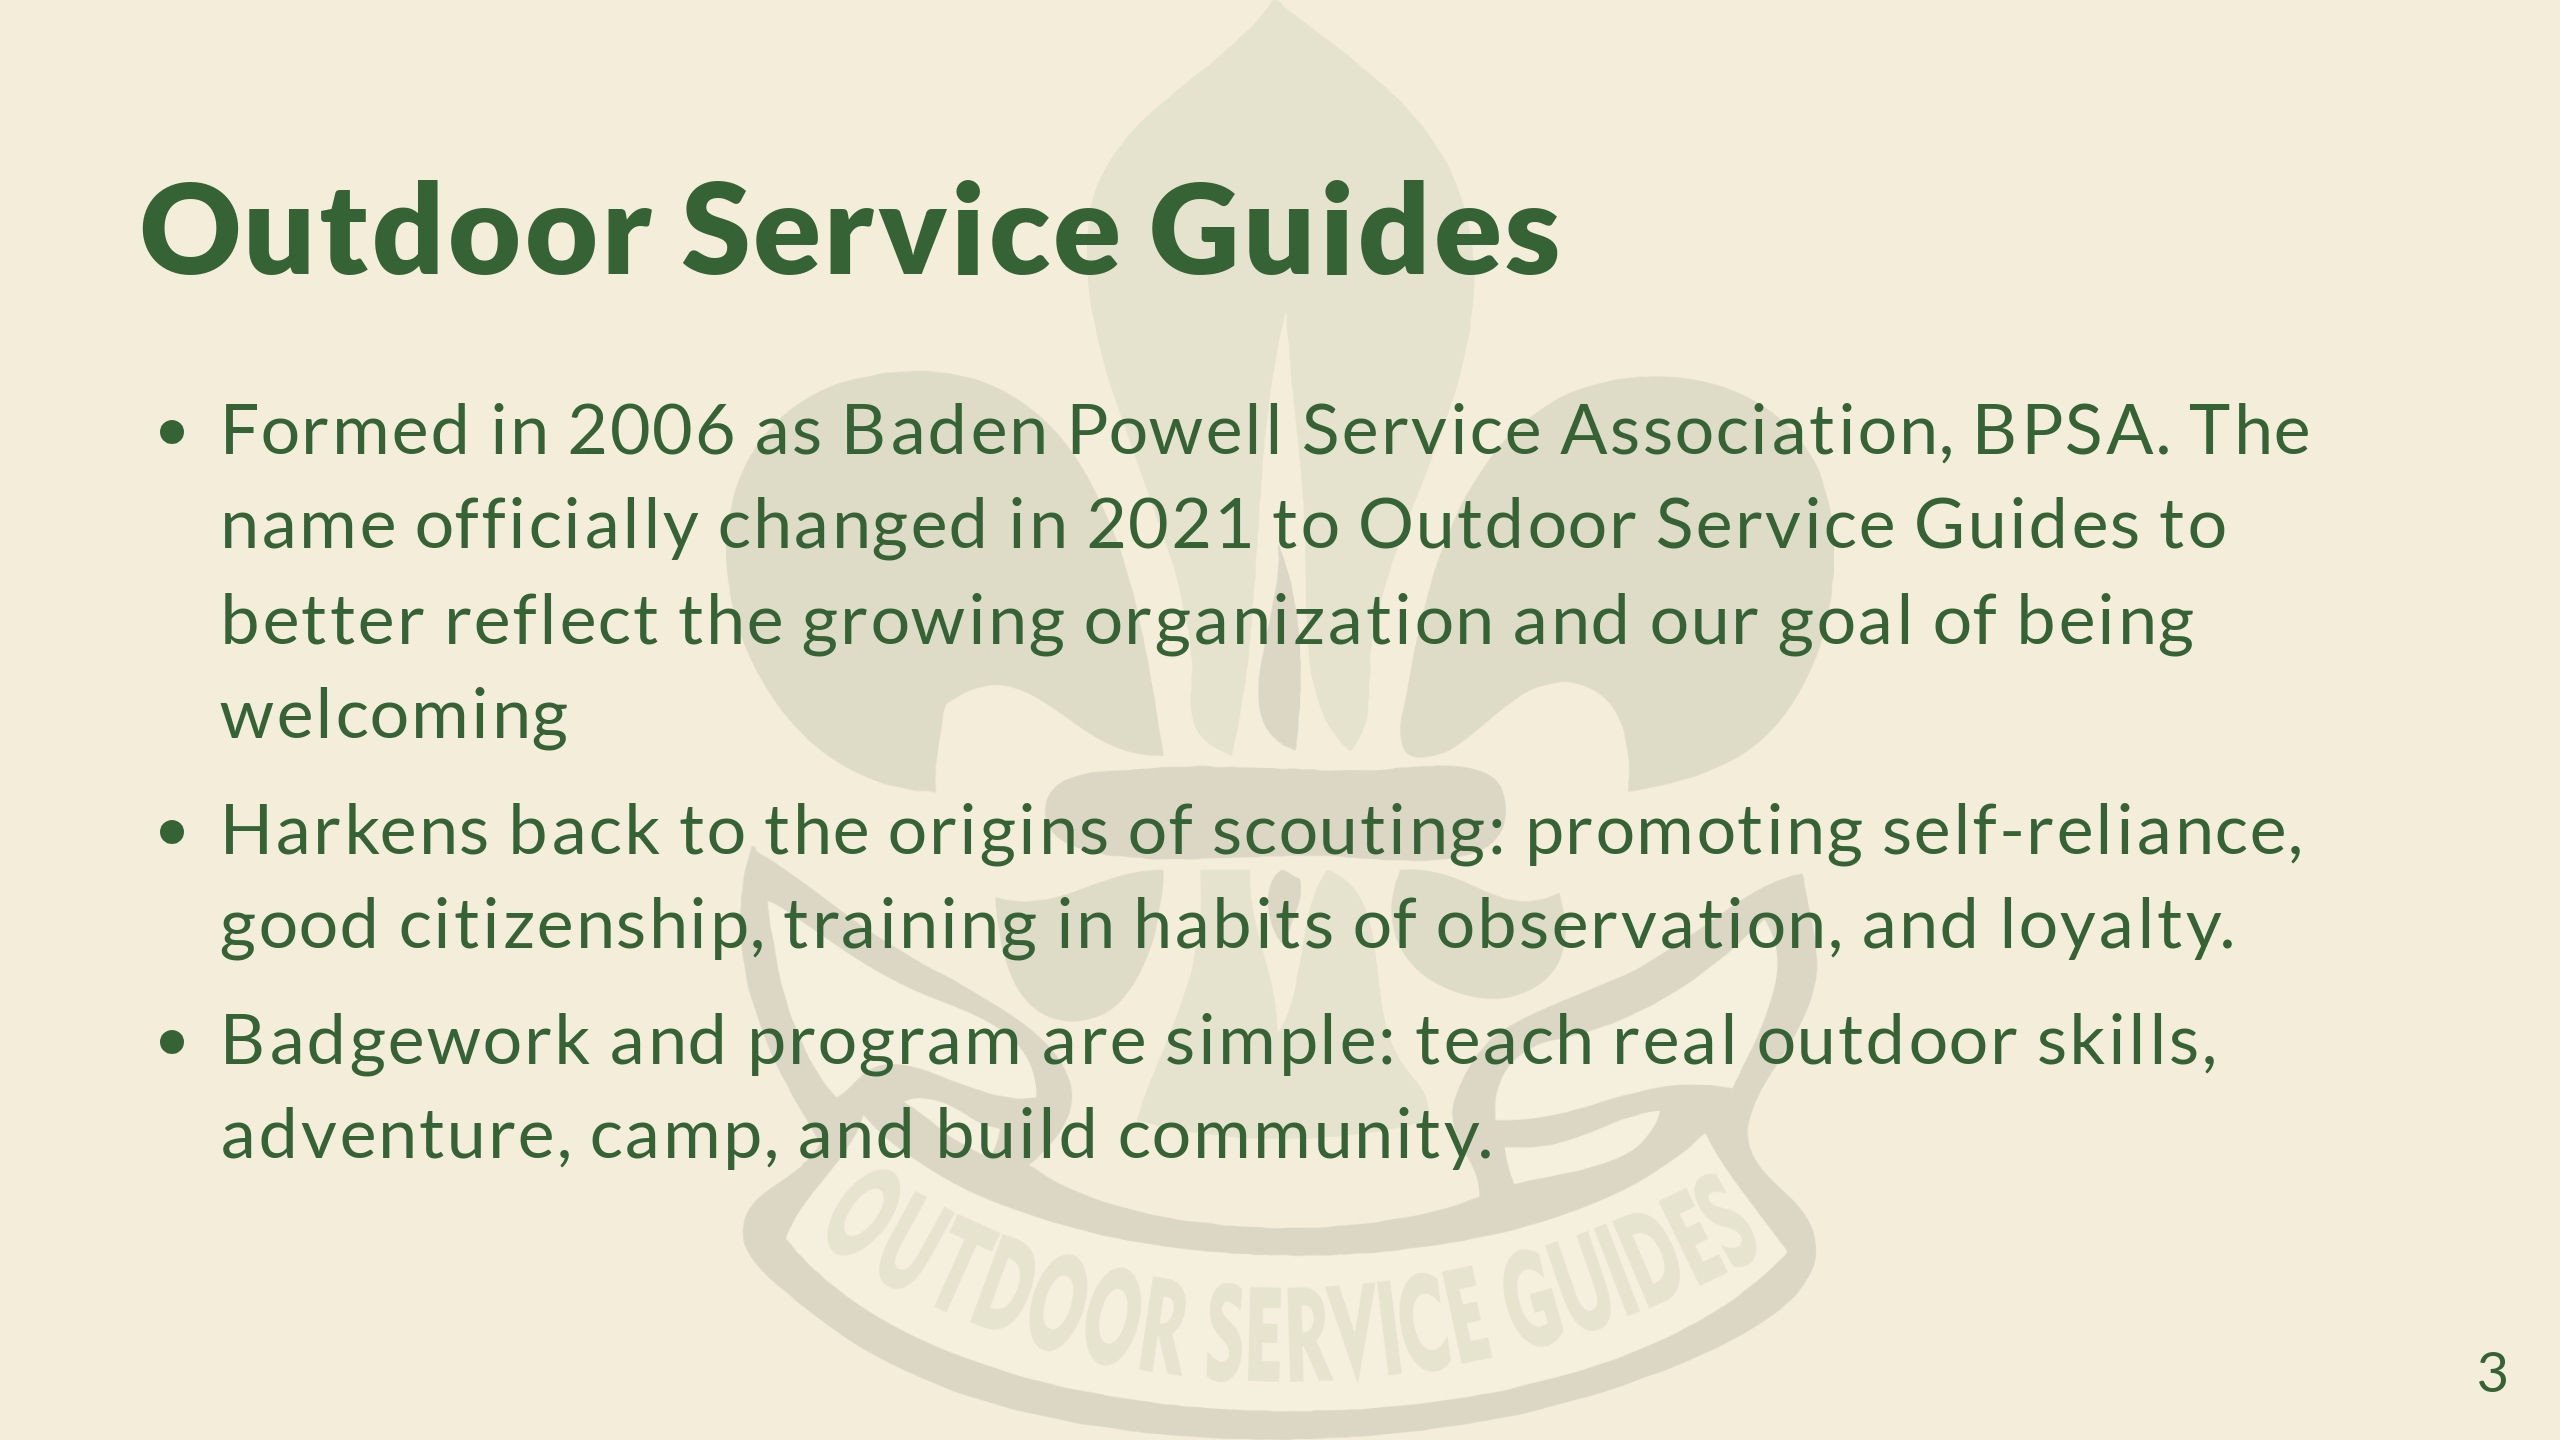 Outdoor Service Guides
• Formed in 2006 as Baden Powell Service Association, BPSA. The
name officially changed in 2021 to Outdoor Service Guides to
better reflect the growing organization and our goal of being
welcoming
• Harkens back to the origins of scouting: promoting self-reliance,
good citizenship, training in habits of observation, and loyalty.
• Badgework and program are simple: teach real outdoor skills,
adventure, camp, and build community.
OUTDOOR SERVICE GUIDES
3